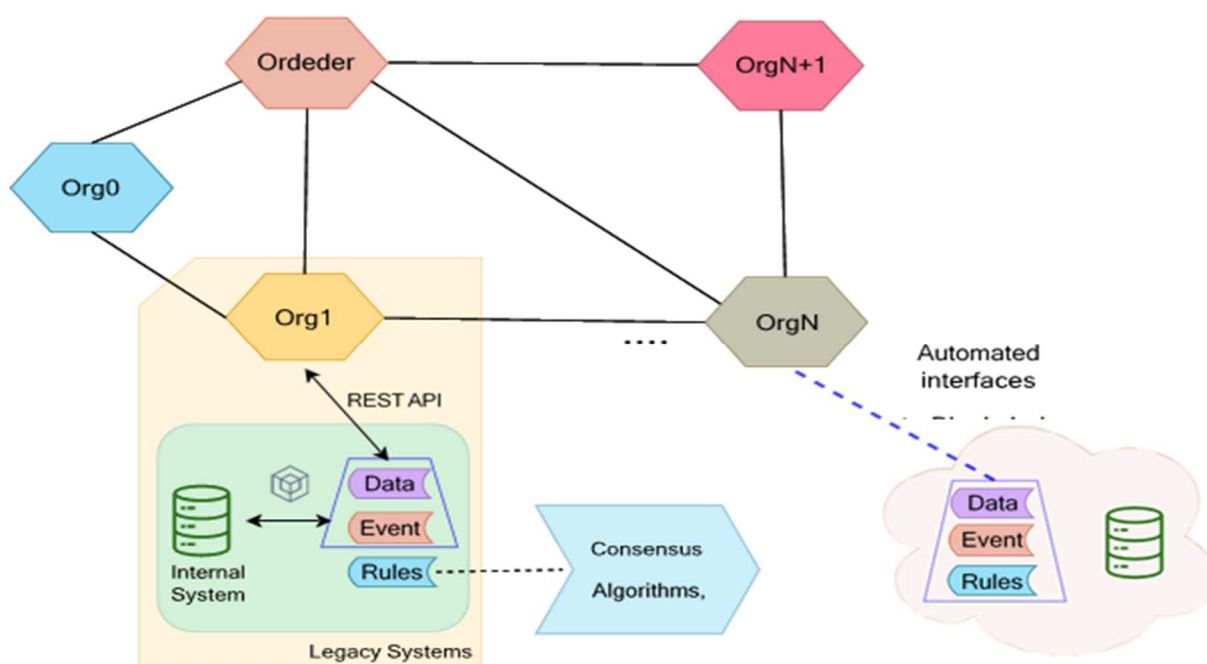 Ordeder
OrgN+1
Org0
Org1
OrgN
....
Automated
interfaces
REST API
Data
Event
Rules
Internal
System
Legacy Systems
Consensus
Algorithms,
Data
Event
Rules